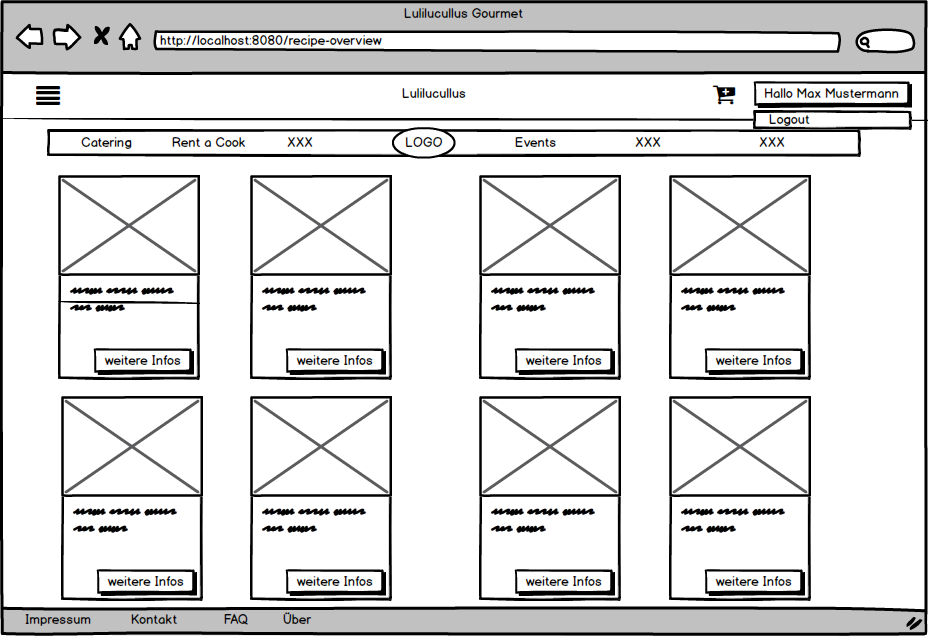 Lulilucullus Gourmet
http://localhost:8080/recipe-overview
Lulilucullus
Hallo Max Mustermann
Logout
Catering Rent a Cook XXX LOGO Events XXX XXX
weitere Infos weitere Infos weitere Infos weitere Infos
weitere Infos weitere Infos weitere Infos weitere Infos
Impressum Kontakt FAQ Über